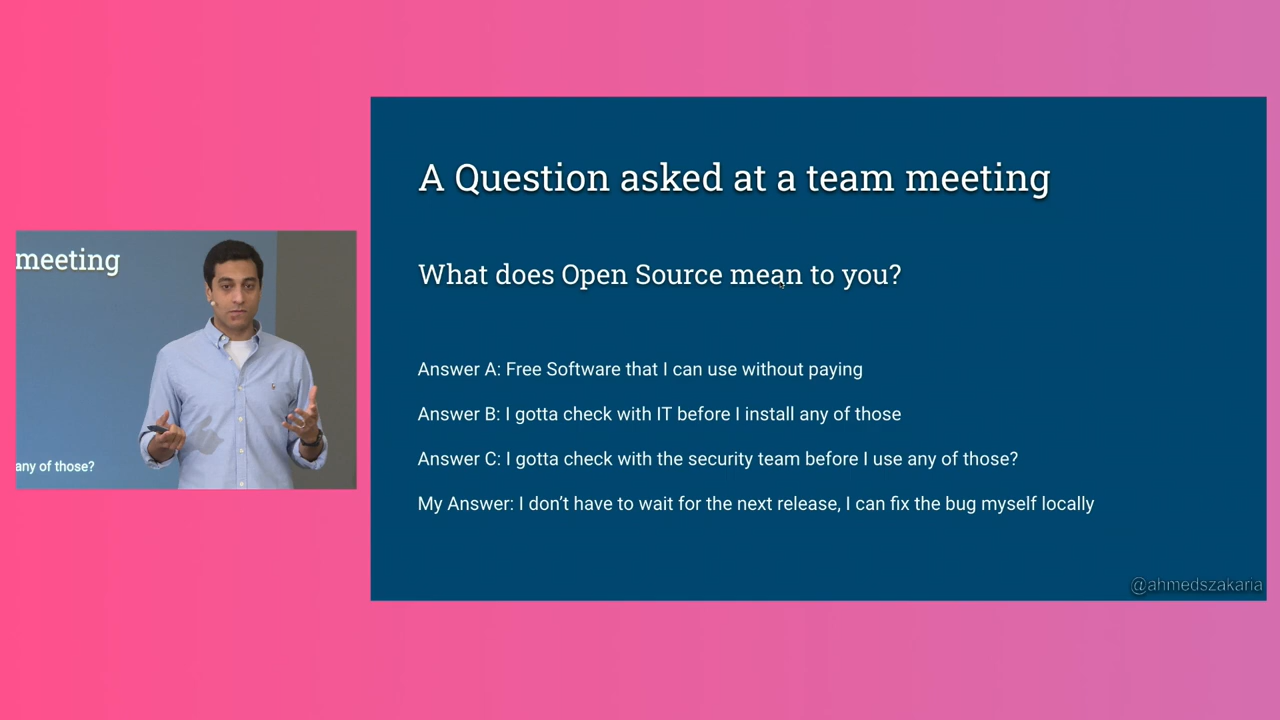 A Question asked at a team meeting
What does Open Source mean to you?
Answer A: Free Software that I can use without paying
Answer B: I gotta check with IT before I install any of those
Answer C: I gotta check with the security team before I use any of those?
My Answer: I don’t have to wait for the next release, I can fix the bug myself locally
@ahmedszakaria
meeting
any of those?